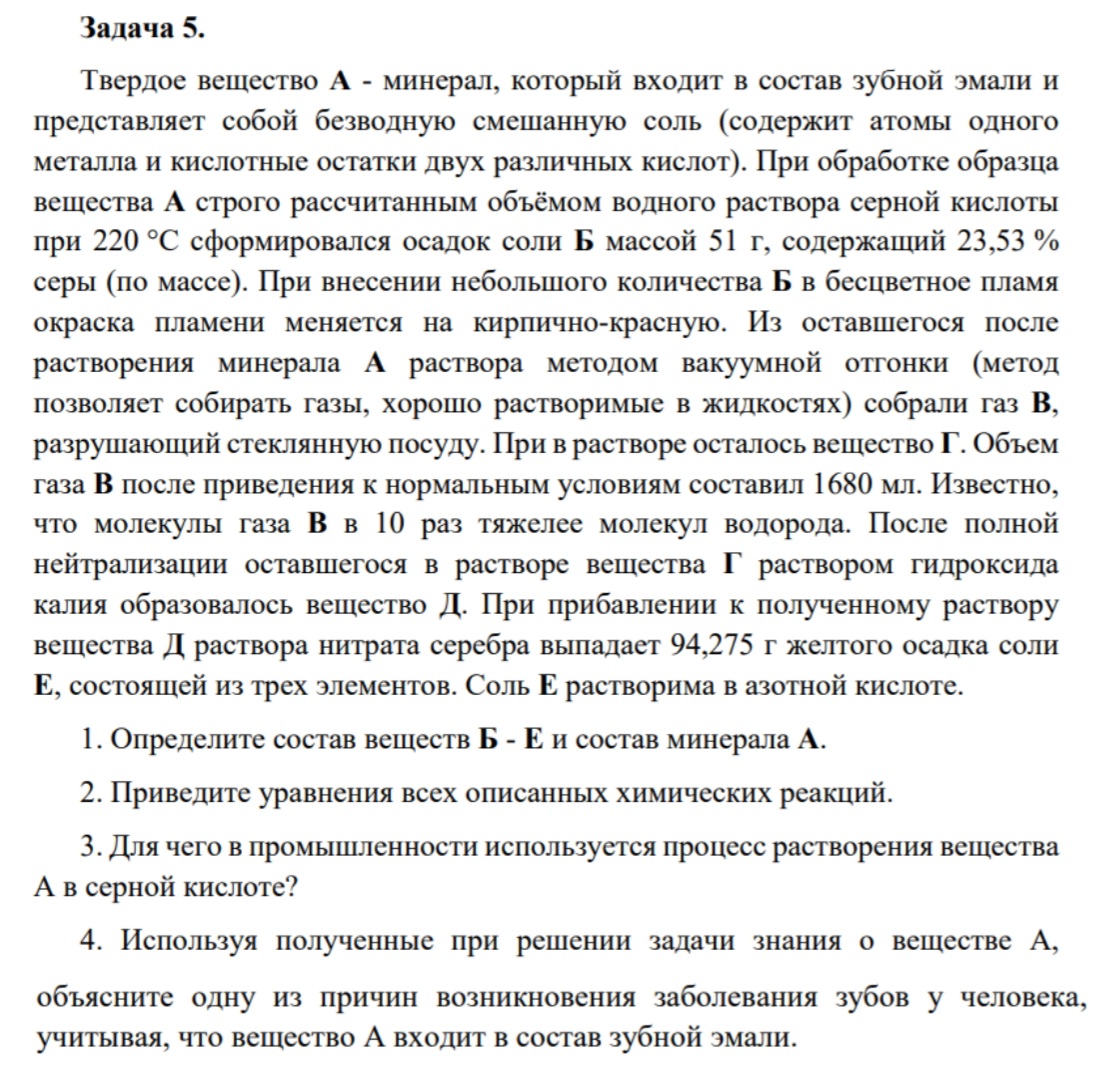 Задача 5.
Твердое вещество А - минерал, который входит в состав зубной эмали и
представляет собой безводную смешанную соль (содержит атомы одного
металла и кислотные остатки двух различных кислот). При обработке образца
вещества А строго рассчитанным объёмом водного раствора серной кислоты
при 220 °C сформировался осадок соли Б массой 51 г, содержащий 23,53 %
серы (по массе). При внесении небольшого количества Б в бесцветное пламя
окраска пламени меняется на кирпично-красную. Из оставшегося после
растворения минерала А раствора методом вакуумной отгонки (метод
позволяет собирать газы, хорошо растворимые в жидкостях) собрали газ В,
разрушающий стеклянную посуду. При в растворе осталось вещество Г. Объем
газа В после приведения к нормальным условиям составил 1680 мл. Известно,
что молекулы газа В в 10 раз тяжелее молекул водорода. После полной
нейтрализации оставшегося в растворе вещества Г раствором гидроксида
калия образовалось вещество Д. При прибавлении к полученному раствору
вещества Д раствора нитрата серебра выпадает 94,275 г желтого осадка соли
Е, состоящей из трех элементов. Соль Е растворима в азотной кислоте.
1. Определите состав веществ Б - Е и состав минерала А.
2. Приведите уравнения всех описанных химических реакций.
3. Для чего в промышленности используется процесс растворения вещества
А в серной кислоте?
4. Используя полученные при решении задачи знания о веществе А,
объясните одну из причин возникновения заболевания зубов у человека,
учитывая, что вещество А входит в состав зубной эмали.